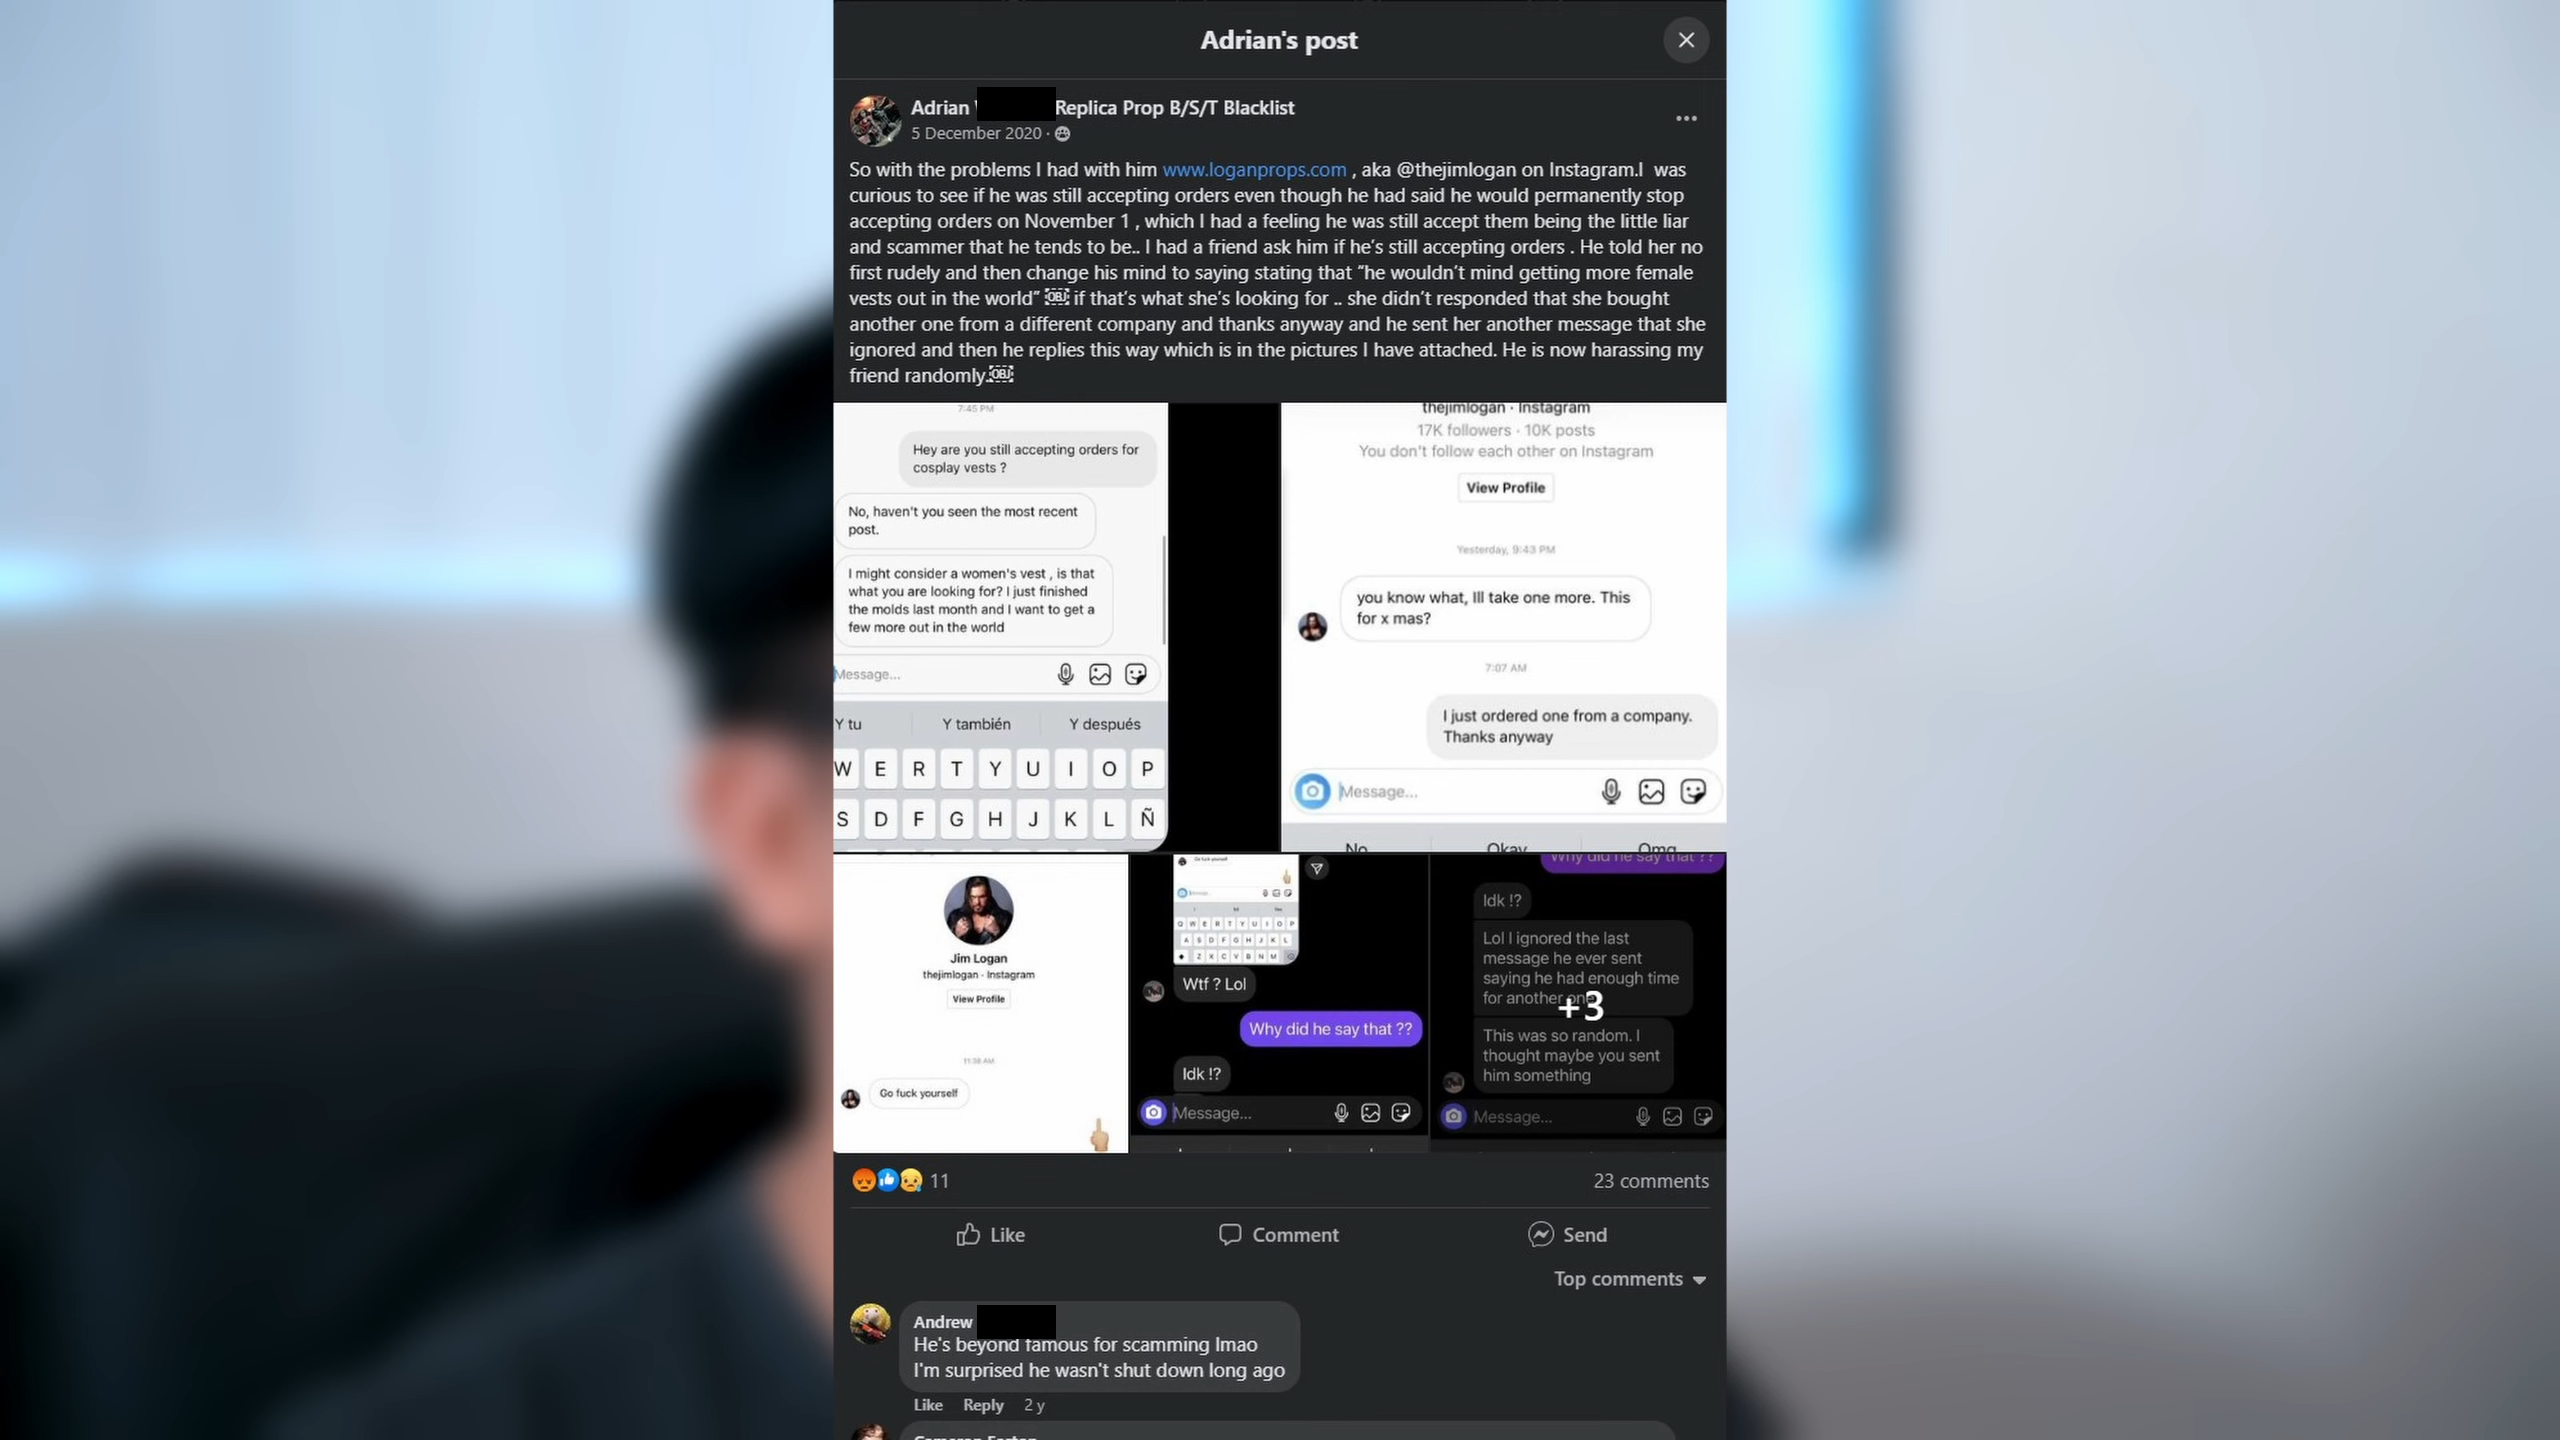 Adrian's post
Adrian Replica Prop B/S/T Blacklist
5 December 2020 ·
So with the problems I had with him www.loganprops.com , aka @thejimlogan on Instagram.I was
curious to see if he was still accepting orders even though he had said he would permanently stop
accepting orders on November 1 , which I had a feeling he was still accept them being the little liar
and scammer that he tends to be.. I had a friend ask him if he's still accepting orders . He told her no
first rudely and then change his mind to saying stating that "he wouldn't mind getting more female
vests out in the world" OBJ if that's what she's looking for .. she didn't responded that she bought
another one from a different company and thanks anyway and he sent her another message that she
ignored and then he replies this way which is in the pictures I have attached. He is now harassing my
friend randomly.OBJ
7:45 PM
Hey are you still accepting orders for
cosplay vests ?
No, haven't you seen the most recent
post.
I might consider a women's vest , is that
what you are looking for? I just finished
the molds last month and I want to get a
few more out in the world
Message...
Y tu Y también Y después
W E R T Y U I O P
S D F G H J K L Ñ
thejimlogan · Instagram
17K followers · 10K posts
You don't follow each other on Instagram
View Profile
Yesterday, 9:43 PM
you know what, Ill take one more. This
for x mas?
7:07 AM
I just ordered one from a company.
Thanks anyway
Message...
No Okay Omg
Jim Logan
thejimlogan - Instagram
View Profile
11:38 AM
Go fuck yourself
Go fuck yourself
Q W E R T Y U I O P
A S D F G H J K L
Z X C V B N M
Wtf ? Lol
Why did he say that ??
Idk !?
Message...
Why did he say that ??
Idk !?
Lol I ignored the last
message he ever sent
saying he had enough time
for another one
+3
This was so random. I
thought maybe you sent
him something
Message...
11
23 comments
Like Comment Send
Top comments
Andrew
He's beyond famous for scamming lmao
I'm surprised he wasn't shut down long ago
Like Reply 2 y